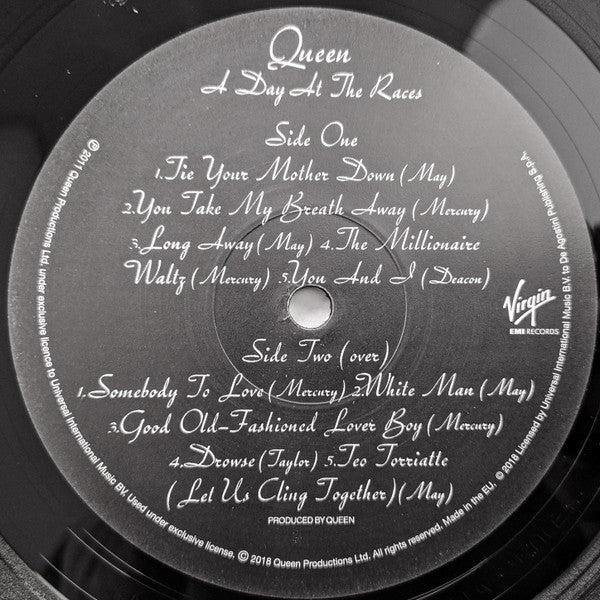 Queen
A Day At The Races
Side One
1.Tie Your Mother Down (May)
2.You Take My Breath Away (Mercury)
3.Long Away (May) 4.The Millionaire
Waltz (Mercury) 5.You And I (Deacon)
Virgin
EMI RECORDS
Side Two (over)
1.Somebody To Love (Mercury) 2.White Man (May)
3.Good Old-Fashioned Lover Boy (Mercury)
4.Drowse (Taylor) 5.Teo Torriatte
(Let Us Cling Together) (May)
PRODUCED BY QUEEN
℗ 2011 Queen Productions Ltd. under exclusive licence to Universal International Music BV. Used under exclusive license. © 2018 Queen Productions Ltd. All rights reserved. Made in the EU. © 2018 Licensed by Universal International Music B.V. to De Agostini Publishing S.p.A.